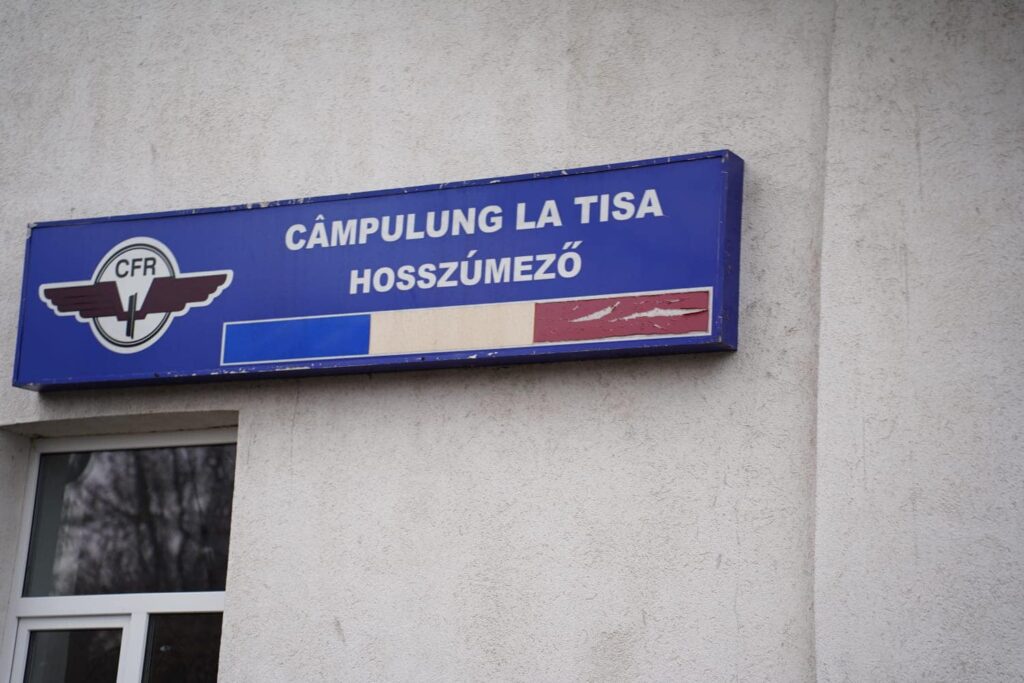 CFR
CÂMPULUNG LA TISA
HOSSZÚMEZŐ